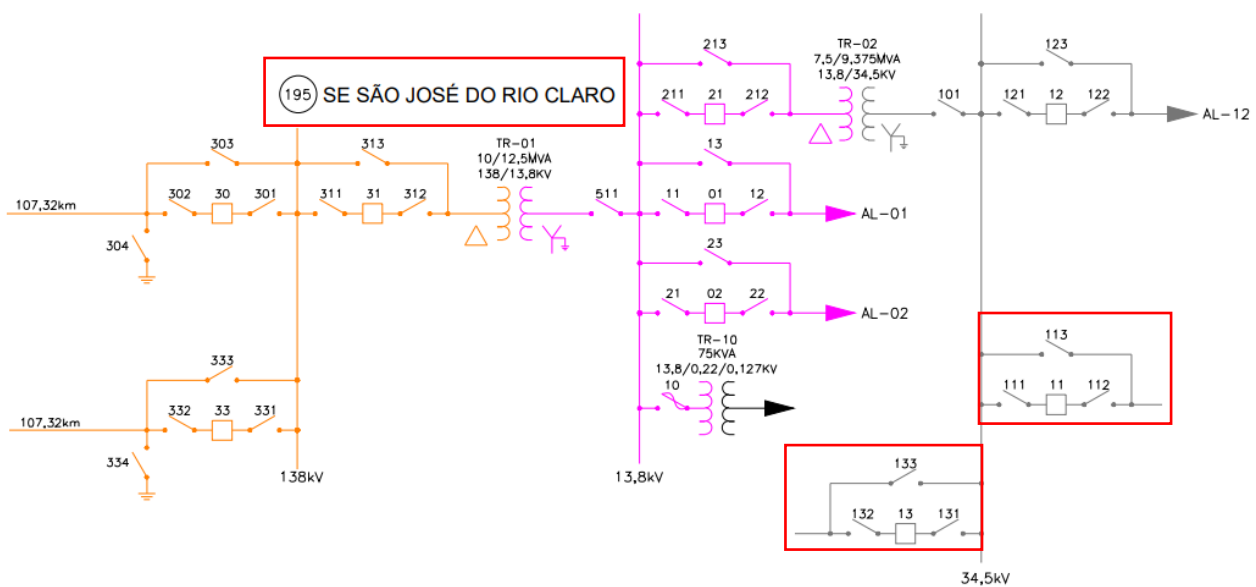 195 SE SÃO JOSÉ DO RIO CLARO
213
TR-02
7,5/9,375MVA
13,8/34,5KV
123
211 21 212
101
121 12 122
AL-12
303
313
TR-01
10/12,5MVA
138/13,8KV
13
107,32km
302 30 301
311 31 312
511
11 01 12
AL-01
304
23
21 02 22
AL-02
TR-10
75KVA
13,8/0,22/0,127KV
10
113
111 11 112
333
107,32km
332 33 331
334
138kV
13,8kV
133
132 13 131
34,5kV